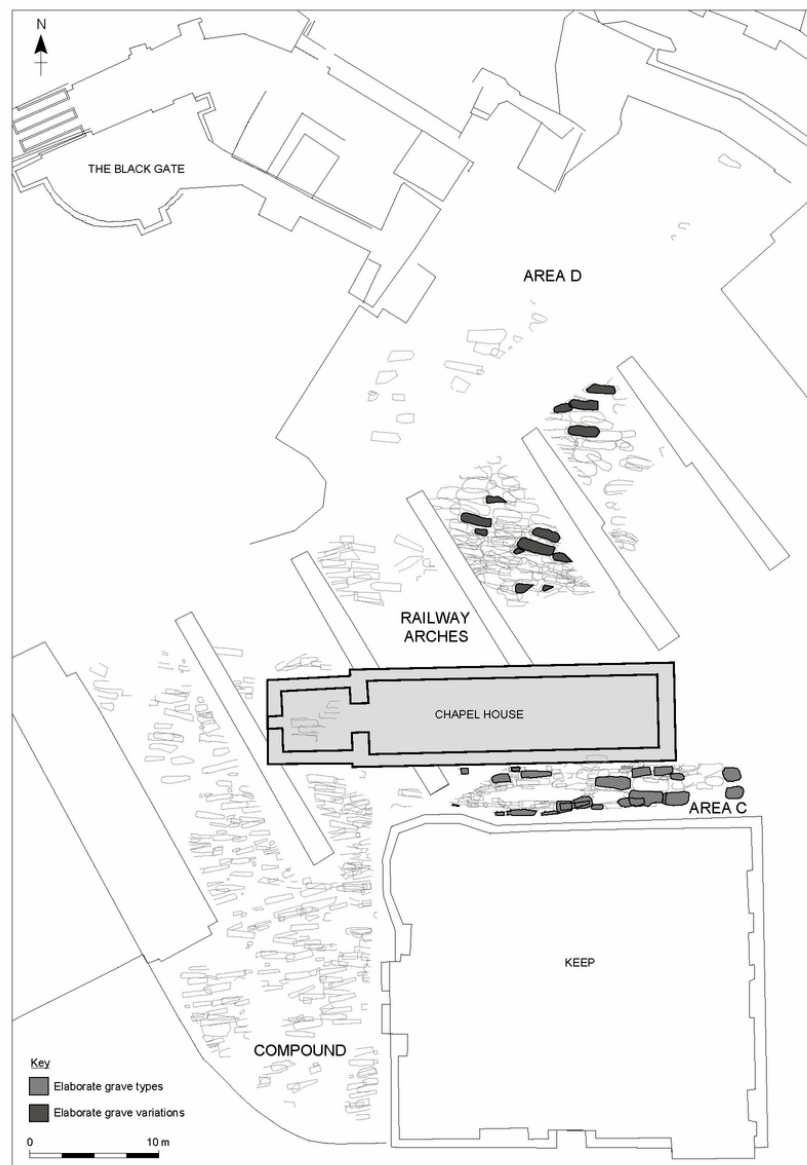 N
THE BLACK GATE
AREA D
RAILWAY
ARCHES
CHAPEL HOUSE
AREA C
KEEP
COMPOUND
Key
Elaborate grave types
Elaborate grave variations
0 10 m